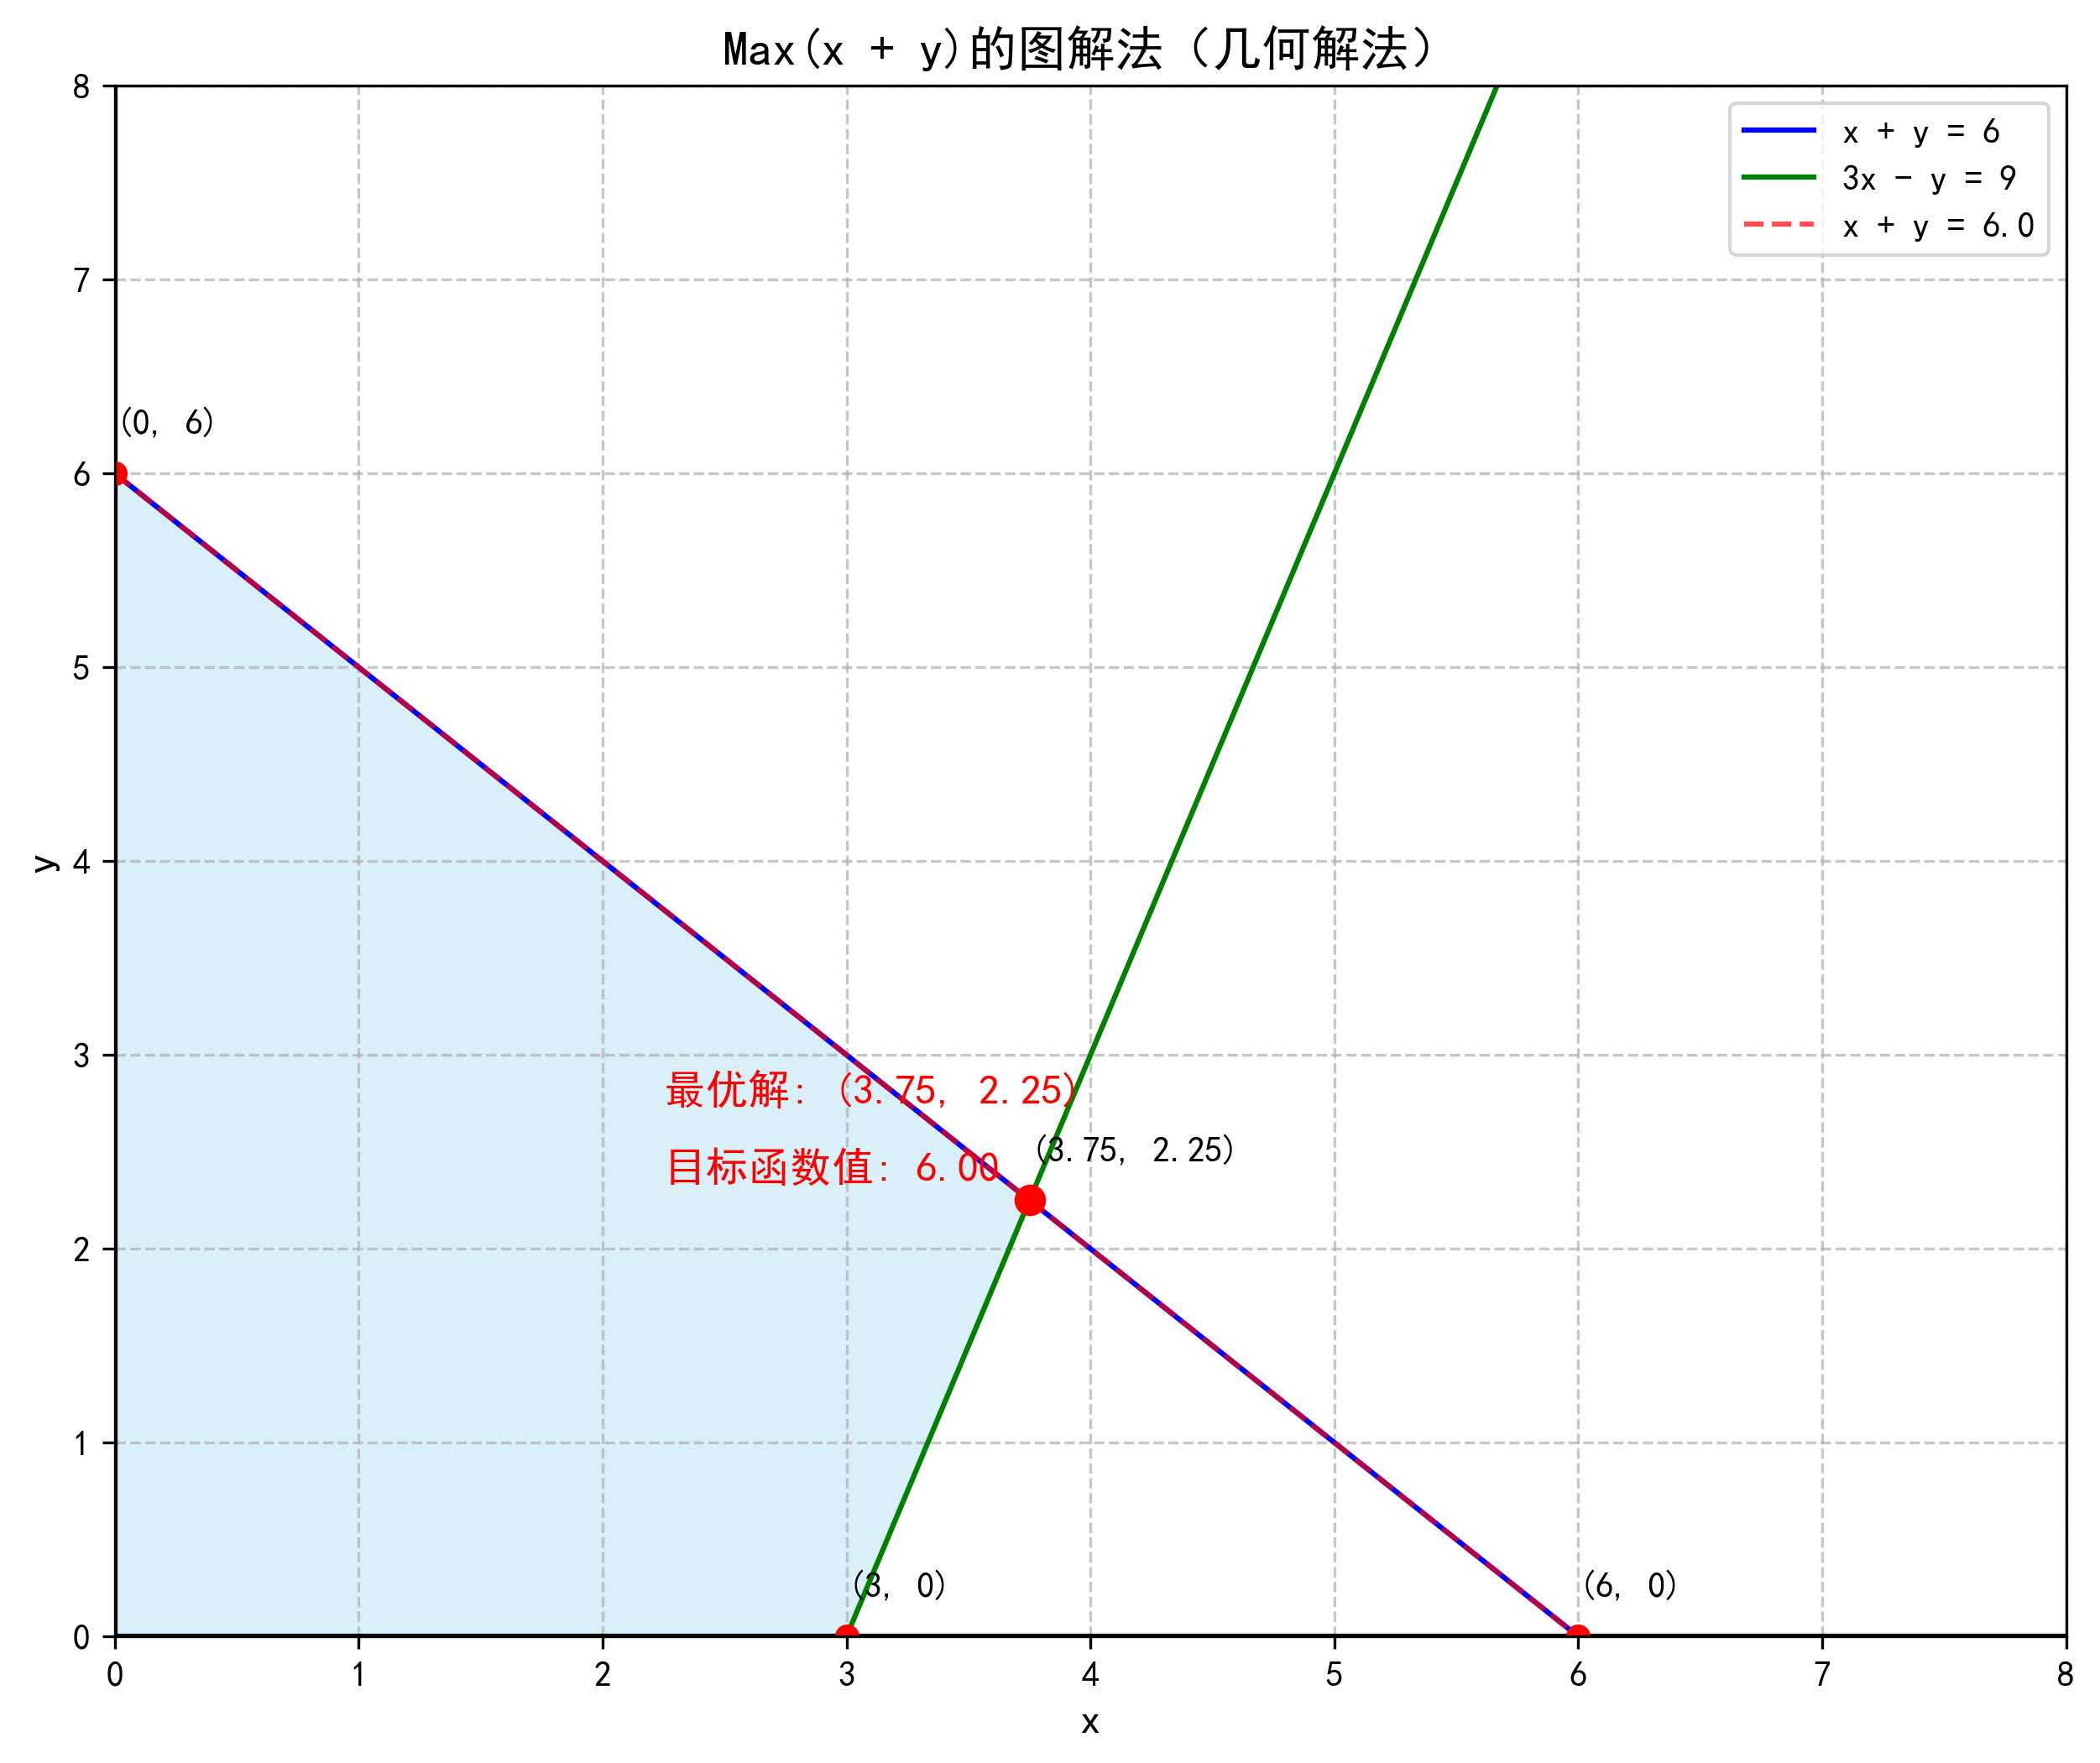 Max(x + y)的图解法（几何解法）
x + y = 6
3x - y = 9
x + y = 6.0
8
7
(0, 6)
6
5
y
4
3
最优解: (3.75, 2.25)
(3.75, 2.25)
目标函数值: 6.00
2
1
(3, 0)
(6, 0)
0
0 1 2 3 4 5 6 7 8
x